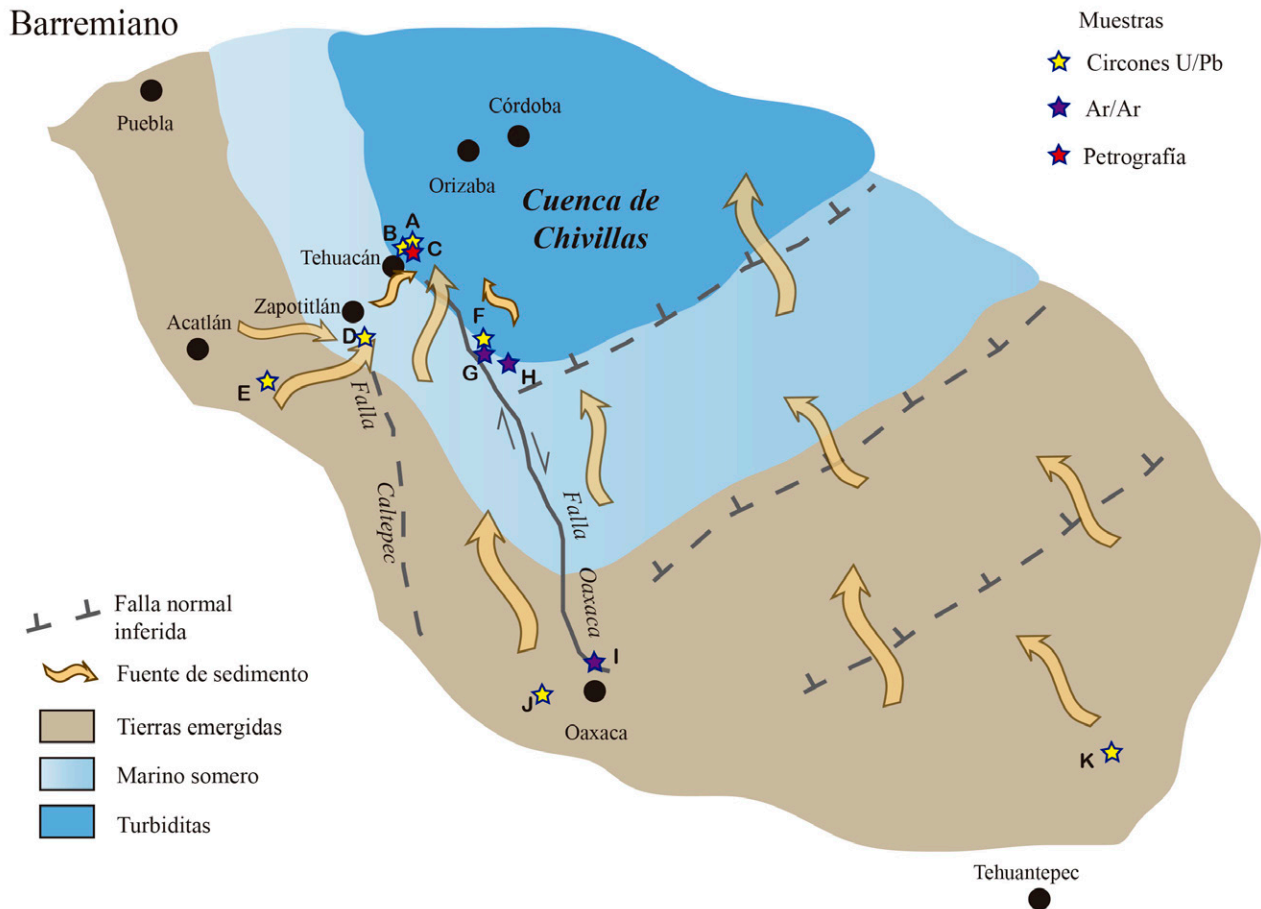 Barremiano
Muestras
Circones U/Pb
Ar/Ar
Petrografía
Puebla
Córdoba
Orizaba
Cuenca de
Chivillas
A
B
C
Tehuacán
Zapotitlán
Acatlán
D
E
F
G
H
Falla
Caltepec
Falla
Oaxaca
I
J
Oaxaca
K
Tehuantepec
Falla normal
inferida
Fuente de sedimento
Tierras emergidas
Marino somero
Turbiditas